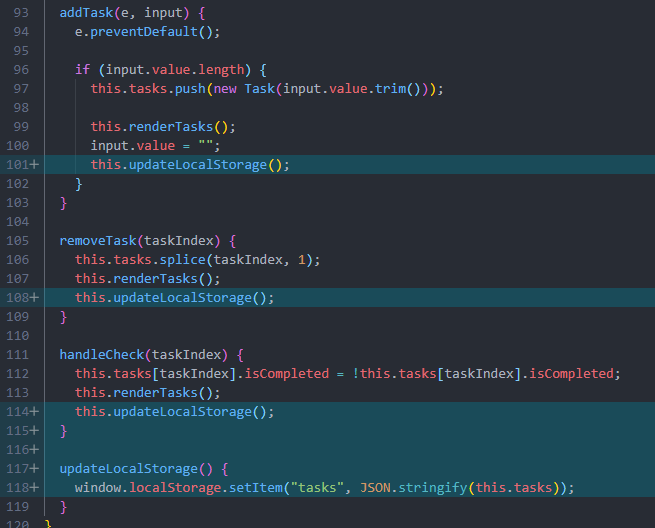 93 addTask(e, input) {
94 e.preventDefault();
95
96 if (input.value.length) {
97 this.tasks.push(new Task(input.value.trim()));
98
99 this.renderTasks();
100 input.value = "";
101+ this.updateLocalStorage();
102 }
103 }
104
105 removeTask(taskIndex) {
106 this.tasks.splice(taskIndex, 1);
107 this.renderTasks();
108+ this.updateLocalStorage();
109 }
110
111 handleCheck(taskIndex) {
112 this.tasks[taskIndex].isCompleted = !this.tasks[taskIndex].isCompleted;
113 this.renderTasks();
114+ this.updateLocalStorage();
115+ }
116+
117+ updateLocalStorage() {
118+ window.localStorage.setItem("tasks", JSON.stringify(this.tasks));
119 }
120 }